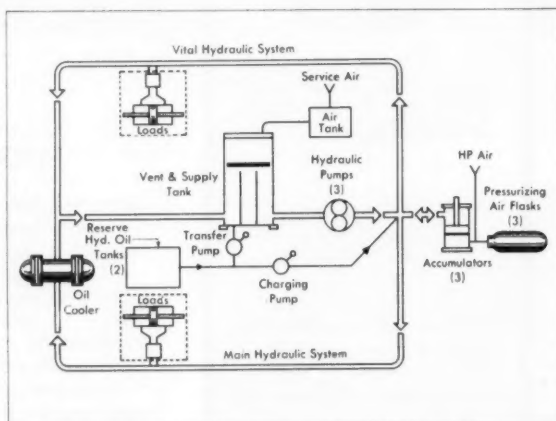 Vital Hydraulic System
Service Air
Loads
Air
Tank
Hydraulic
Pumps
(3)
HP Air
Vent & Supply
Tank
Pressurizing
Air Flasks
(3)
Reserve
Hyd. Oil
Tanks
(2)
Transfer
Pump
Accumulators
(3)
Oil
Cooler
Loads
Charging
Pump
Main Hydraulic System